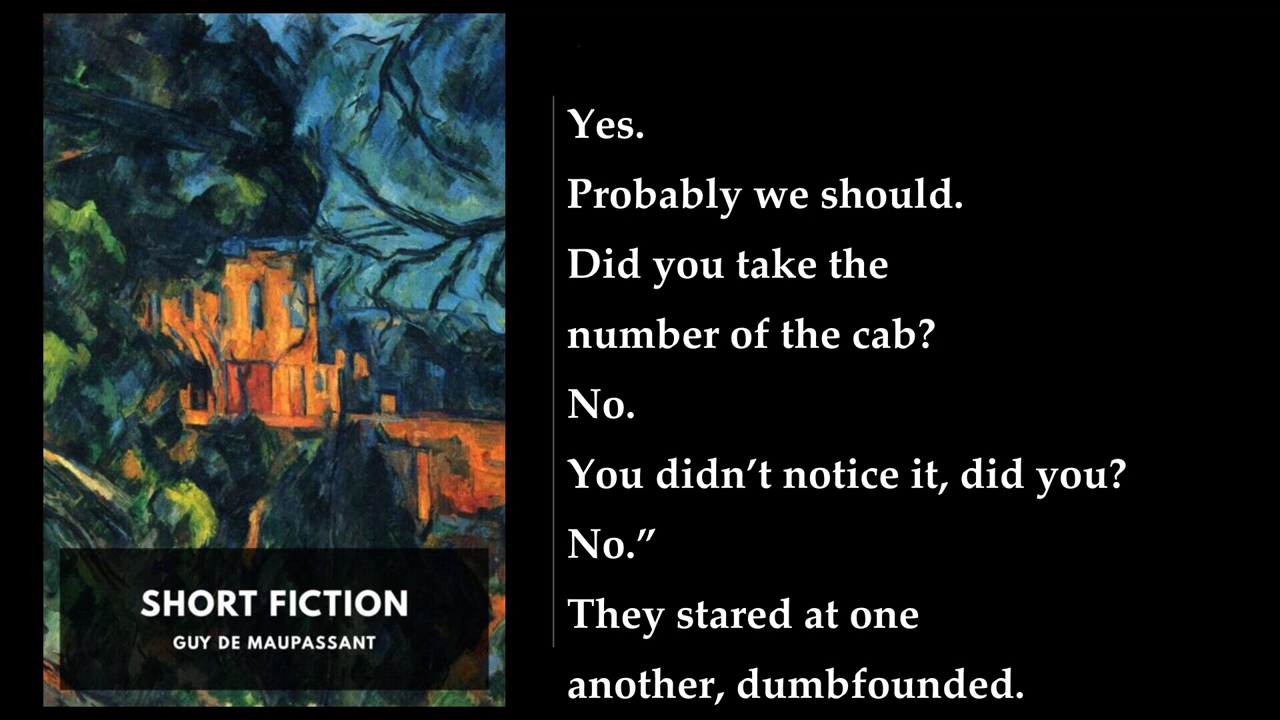 SHORT FICTION
GUY DE MAUPASSANT
Yes.
Probably we should.
Did you take the
number of the cab?
No.
You didn’t notice it, did you?
No.”
They stared at one
another, dumbfounded.